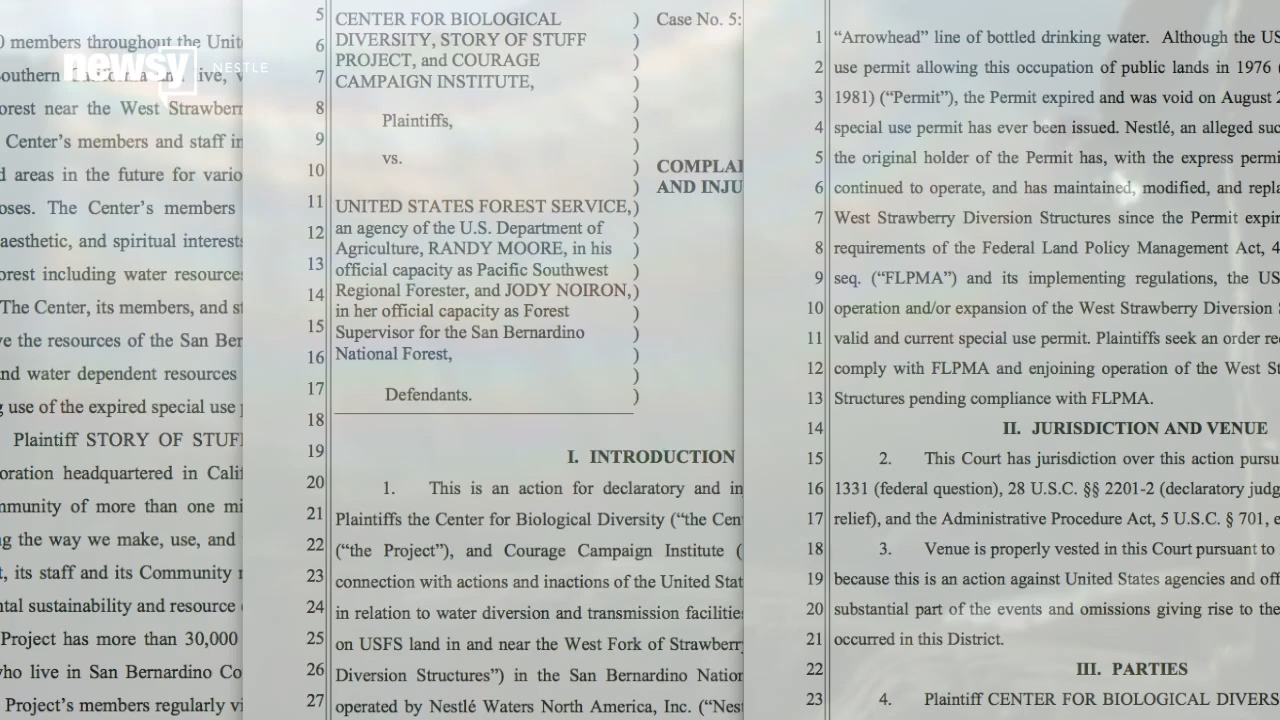 newsy NESTLE
0 members throughout the Unit
Southern California and live,
orest near the West Strawberr
Center's members and staff in
d areas in the future for vario
oses. The Center's members
aesthetic, and spiritual interests
orest including water resources
The Center, its members, and st
ve the resources of the San Ber
nd water dependent resources
g use of the expired special use
Plaintiff STORY OF STUFF
oration headquartered in Calif
mmunity of more than one mi
ng the way we make, use, and
t, its staff and its Community
ntal sustainability and resource
Project has more than 30,000
who live in San Bernardino Co
Project's members regularly vi
5 CENTER FOR BIOLOGICAL ) Case No. 5:
6 DIVERSITY, STORY OF STUFF )
PROJECT, and COURAGE )
7 CAMPAIGN INSTITUTE, )
8 )
Plaintiffs, )
9 )
vs. )
10 ) COMPLAI
) AND INJU
11 UNITED STATES FOREST SERVICE, )
12 an agency of the U.S. Department of )
Agriculture, RANDY MOORE, in his )
13 official capacity as Pacific Southwest )
14 Regional Forester, and JODY NOIRON, )
in her official capacity as Forest )
15 Supervisor for the San Bernardino )
16 National Forest, )
)
17 Defendants. )
18
19 I. INTRODUCTION
20 1. This is an action for declaratory and in
21 Plaintiffs the Center for Biological Diversity ("the Cen
22 ("the Project"), and Courage Campaign Institute (
23 connection with actions and inactions of the United Stat
24 in relation to water diversion and transmission facilities
25 on USFS land in and near the West Fork of Strawberry
26 Diversion Structures") in the San Bernardino Nation
27 operated by Nestlé Waters North America, Inc. ("Nest
1 "Arrowhead" line of bottled drinking water. Although the US
2 use permit allowing this occupation of public lands in 1976 (
3 1981) ("Permit"), the Permit expired and was void on August 2
4 special use permit has ever been issued. Nestlé, an alleged suc
5 the original holder of the Permit has, with the express permi
6 continued to operate, and has maintained, modified, and repla
7 West Strawberry Diversion Structures since the Permit expir
8 requirements of the Federal Land Policy Management Act, 4
9 seq. ("FLPMA") and its implementing regulations, the US
10 operation and/or expansion of the West Strawberry Diversion
11 valid and current special use permit. Plaintiffs seek an order re
12 comply with FLPMA and enjoining operation of the West St
13 Structures pending compliance with FLPMA.
14 II. JURISDICTION AND VENUE
15 2. This Court has jurisdiction over this action pursu
16 1331 (federal question), 28 U.S.C. §§ 2201-2 (declaratory judg
17 relief), and the Administrative Procedure Act, 5 U.S.C. § 701, e
18 3. Venue is properly vested in this Court pursuant to
19 because this is an action against United States agencies and off
20 substantial part of the events and omissions giving rise to the
21 occurred in this District.
22 III. PARTIES
23 4. Plaintiff CENTER FOR BIOLOGICAL DIVERS